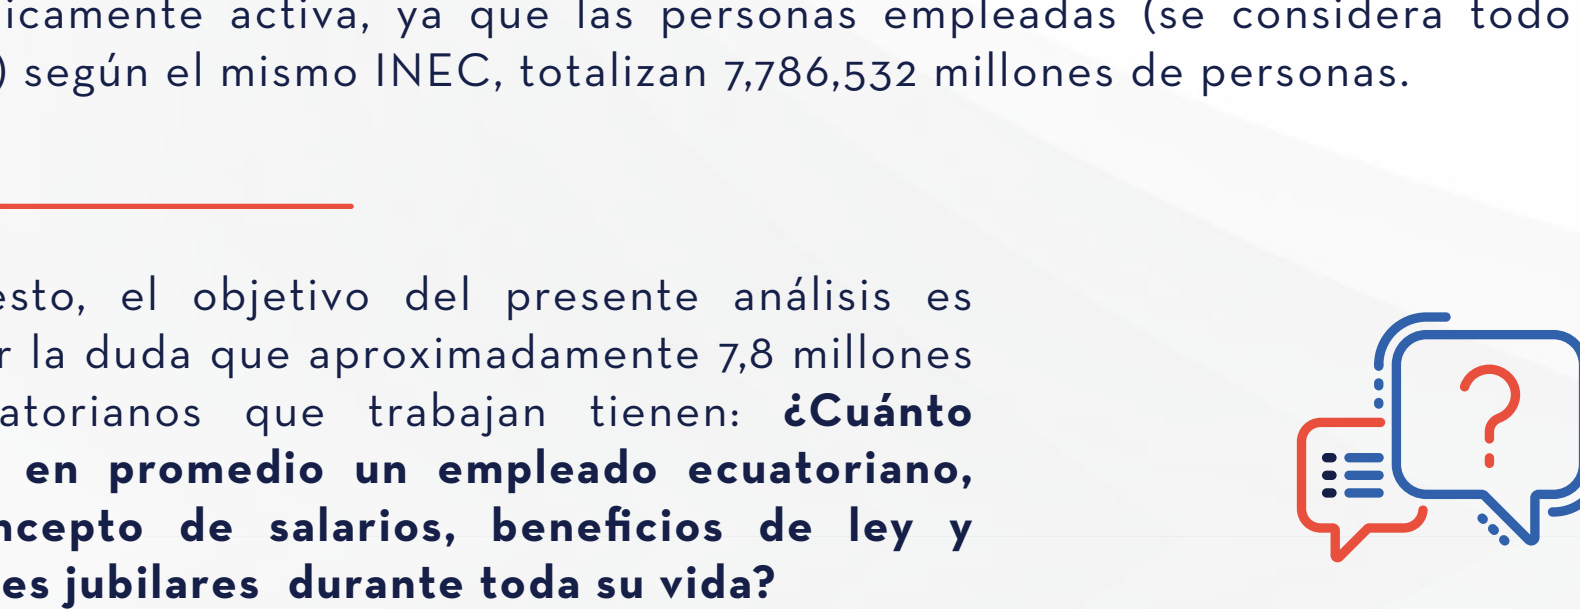 icamente activa, ya que las personas empleadas (se considera todo
) según el mismo INEC, totalizan 7,786,532 millones de personas.
esto, el objetivo del presente análisis es
r la duda que aproximadamente 7,8 millones
atorianos que trabajan tienen: ¿Cuánto
en promedio un empleado ecuatoriano,
ncepto de salarios, beneficios de ley y
es jubilares durante toda su vida?